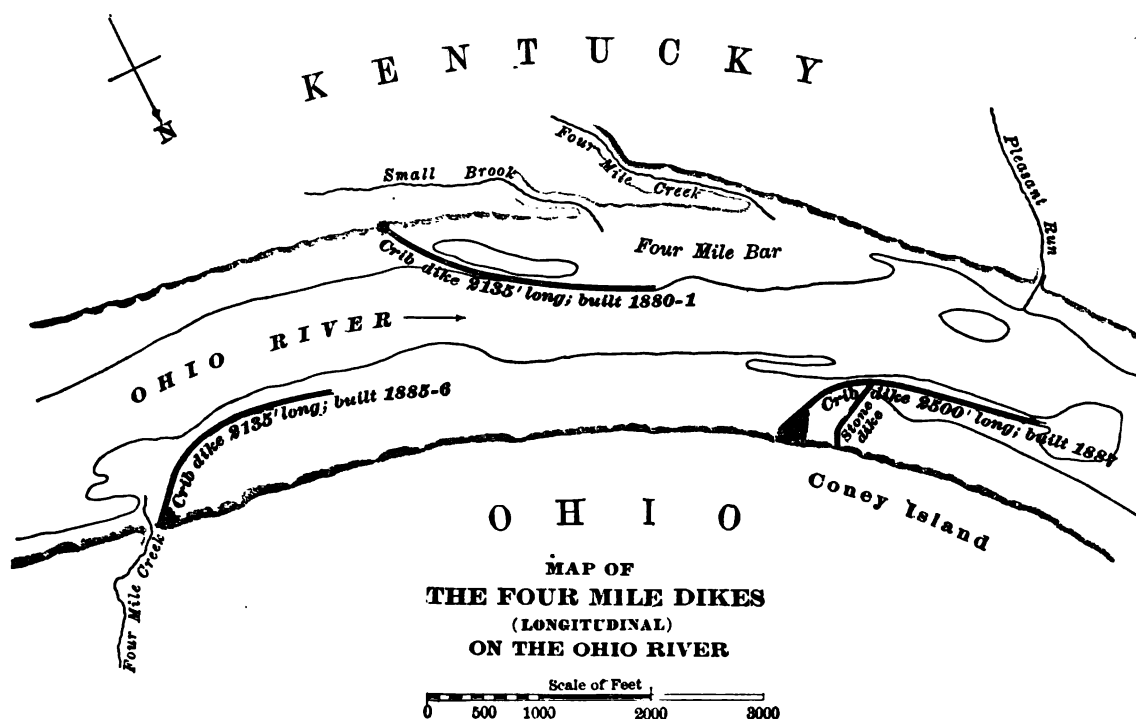 KENTUCKY
N
Four Mile Creek
Pleasant Run
Small Brook
Four Mile Bar
Crib dike 2135' long; built 1880-1
OHIO RIVER
Crib dike 2135' long; built 1885-6
Crib dike 2500' long; built 1887
Stone
dike
Coney Island
OHIO
Four Mile Creek
MAP OF
THE FOUR MILE DIKES
(LONGITUDINAL)
ON THE OHIO RIVER
Scale of Feet
0 500 1000 2000 3000